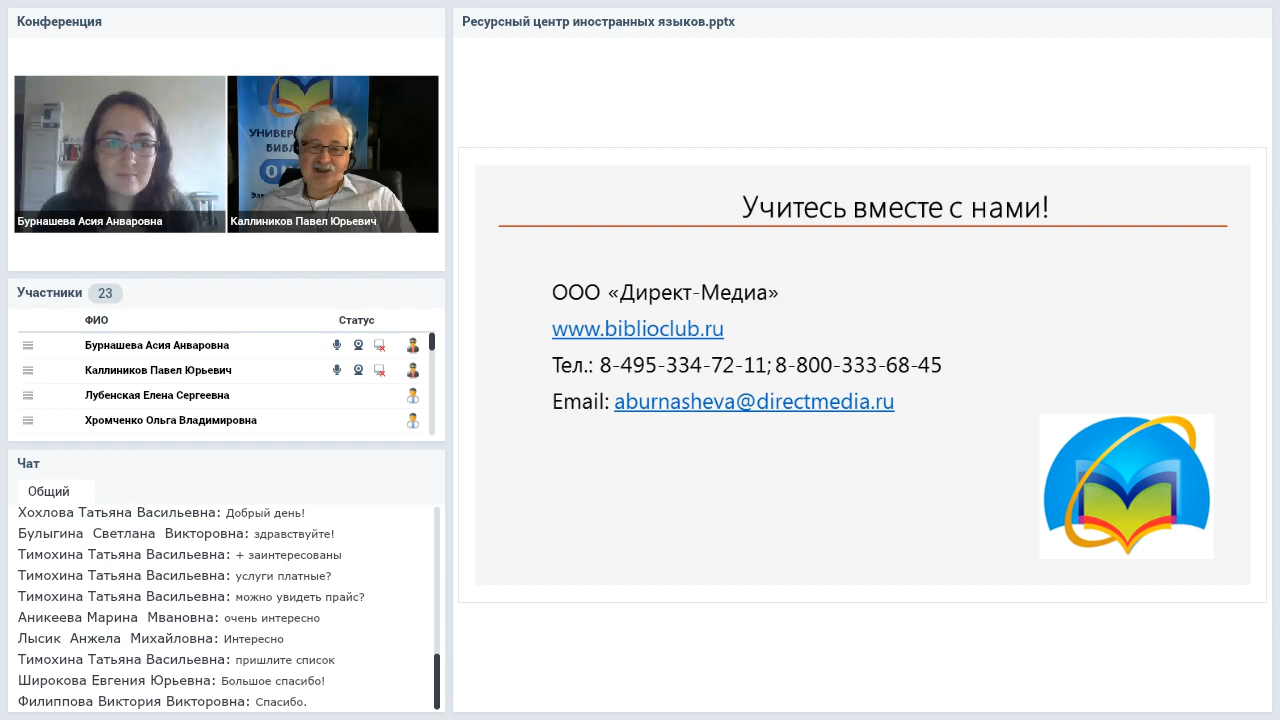 Конференция
УНИВЕР
БИБЛ
Бурнашева Асия Анваровна
Каллиников Павел Юрьевич
Участники 23
ФИО Статус
Бурнашева Асия Анваровна
Каллиников Павел Юрьевич
Лубенская Елена Сергеевна
Хромченко Ольга Владимировна
Чат
Общий
Хохлова Татьяна Васильевна: Добрый день!
Булыгина Светлана Викторовна: здравствуйте!
Тимохина Татьяна Васильевна: + заинтересованы
Тимохина Татьяна Васильевна: услуги платные?
Тимохина Татьяна Васильевна: можно увидеть прайс?
Аникеева Марина Мвановна: очень интересно
Лысик Анжела Михайловна: Интересно
Тимохина Татьяна Васильевна: пришлите список
Широкова Евгения Юрьевна: Большое спасибо!
Филиппова Виктория Викторовна: Спасибо.
Ресурсный центр иностранных языков.pptx
Учитесь вместе с нами!
ООО «Директ-Медиа»
www.biblioclub.ru
Тел.: 8-495-334-72-11; 8-800-333-68-45
Email: aburnasheva@directmedia.ru